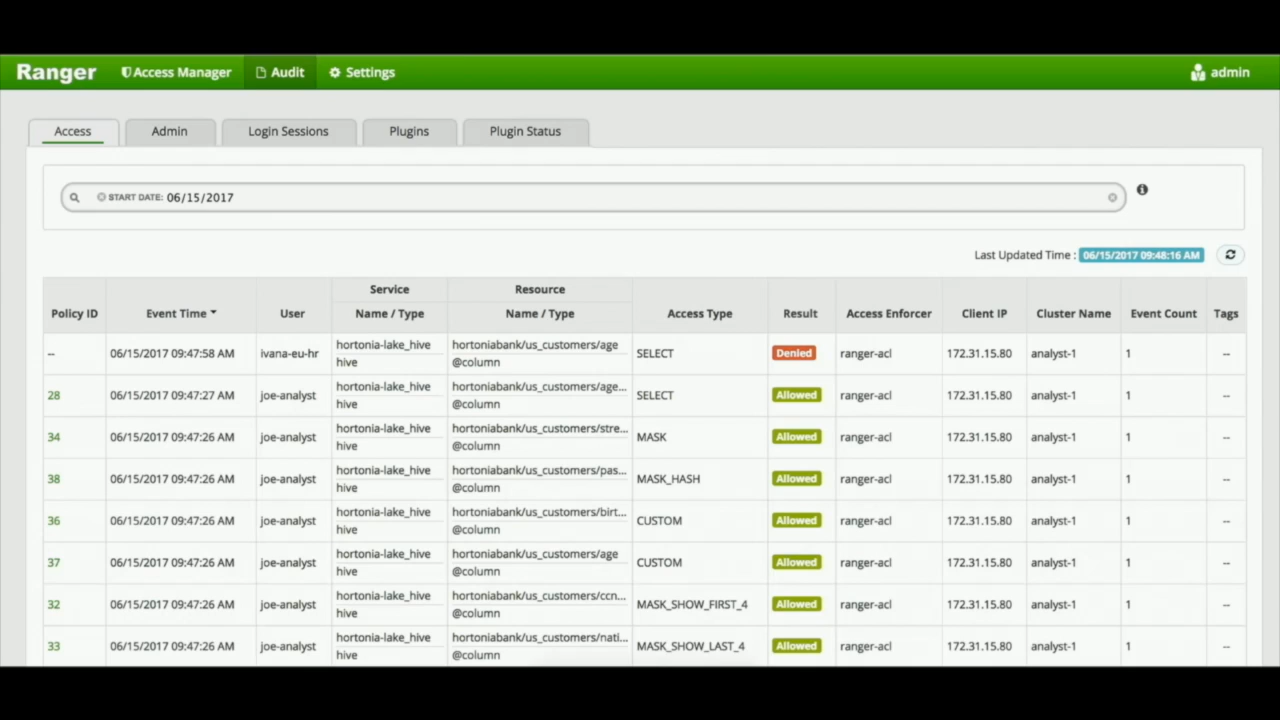 Ranger Access Manager Audit Settings admin
Access Admin Login Sessions Plugins Plugin Status
START DATE: 06/15/2017
Last Updated Time : 06/15/2017 09:48:16 AM
Service Resource
Policy ID Event Time User Name / Type Name / Type Access Type Result Access Enforcer Client IP Cluster Name Event Count Tags
hortonia-lake_hive hortoniabank/us_customers/age
-- 06/15/2017 09:47:58 AM ivana-eu-hr SELECT Denied ranger-acl 172.31.15.80 analyst-1 1 --
hive @column
hortonia-lake_hive hortoniabank/us_customers/age...
28 06/15/2017 09:47:27 AM joe-analyst SELECT Allowed ranger-acl 172.31.15.80 analyst-1 1 --
hive @column
hortonia-lake_hive hortoniabank/us_customers/stre...
34 06/15/2017 09:47:26 AM joe-analyst MASK Allowed ranger-acl 172.31.15.80 analyst-1 1 --
hive @column
hortonia-lake_hive hortoniabank/us_customers/pas...
38 06/15/2017 09:47:26 AM joe-analyst MASK_HASH Allowed ranger-acl 172.31.15.80 analyst-1 1 --
hive @column
hortonia-lake_hive hortoniabank/us_customers/birt...
36 06/15/2017 09:47:26 AM joe-analyst CUSTOM Allowed ranger-acl 172.31.15.80 analyst-1 1 --
hive @column
hortonia-lake_hive hortoniabank/us_customers/age
37 06/15/2017 09:47:26 AM joe-analyst CUSTOM Allowed ranger-acl 172.31.15.80 analyst-1 1 --
hive @column
hortonia-lake_hive hortoniabank/us_customers/ccn...
32 06/15/2017 09:47:26 AM joe-analyst MASK_SHOW_FIRST_4 Allowed ranger-acl 172.31.15.80 analyst-1 1 --
hive @column
hortonia-lake_hive hortoniabank/us_customers/nati...
33 06/15/2017 09:47:26 AM joe-analyst MASK_SHOW_LAST_4 Allowed ranger-acl 172.31.15.80 analyst-1 1 --
hive @column